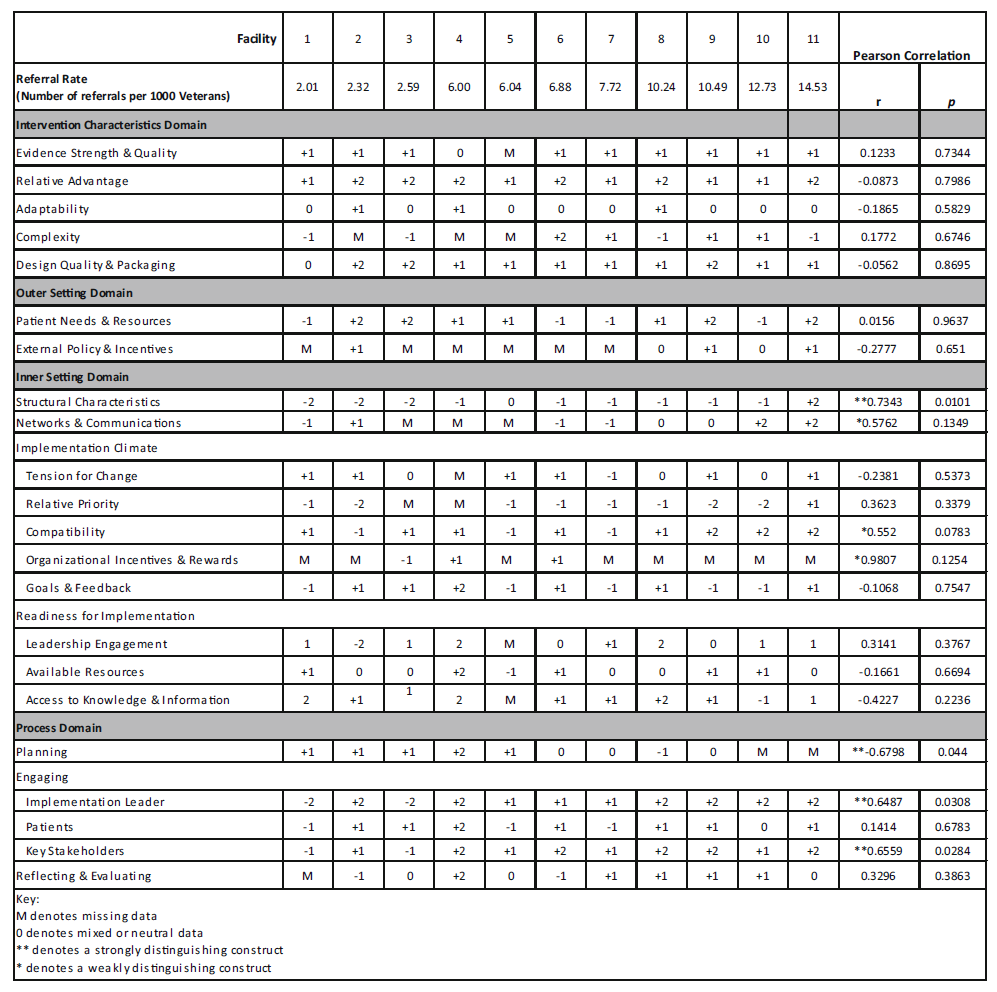 Facility 1 2 3 4 5 6 7 8 9 10 11 Pearson Correlation
Referral Rate
(Number of referrals per 1000 Veterans) 2.01 2.32 2.59 6.00 6.04 6.88 7.72 10.24 10.49 12.73 14.53 r p
Intervention Characteristics Domain
Evidence Strength & Quality +1 +1 +1 0 M +1 +1 +1 +1 +1 +1 0.1233 0.7344
Relative Advantage +1 +2 +2 +2 +1 +2 +1 +2 +1 +1 +2 -0.0873 0.7986
Adaptability 0 +1 0 +1 0 0 0 +1 0 0 0 -0.1865 0.5829
Complexity -1 M -1 M M +2 +1 -1 +1 +1 -1 0.1772 0.6746
Design Quality & Packaging 0 +2 +2 +1 +1 +1 +1 +1 +2 +1 +1 -0.0562 0.8695
Outer Setting Domain
Patient Needs & Resources -1 +2 +2 +1 +1 -1 -1 +1 +2 -1 +2 0.0156 0.9637
External Policy & Incentives M +1 M M M M M 0 +1 0 +1 -0.2777 0.651
Inner Setting Domain
Structural Characteristics -2 -2 -2 -1 0 -1 -1 -1 -1 -1 +2 **0.7343 0.0101
Networks & Communications -1 +1 M M M -1 -1 0 0 +2 +2 *0.5762 0.1349
Implementation Climate
Tension for Change +1 +1 0 M +1 +1 -1 0 +1 0 +1 -0.2381 0.5373
Relative Priority -1 -2 M M -1 -1 -1 -1 -2 -2 +1 0.3623 0.3379
Compatibility +1 -1 +1 +1 -1 +1 -1 +1 +2 +2 +2 *0.552 0.0783
Organizational Incentives & Rewards M M -1 +1 M +1 M M M M M *0.9807 0.1254
Goals & Feedback -1 +1 +1 +2 -1 +1 -1 +1 -1 -1 +1 -0.1068 0.7547
Readiness for Implementation
Leadership Engagement 1 -2 1 2 M 0 +1 2 0 1 1 0.3141 0.3767
Available Resources +1 0 0 +2 -1 +1 0 0 +1 +1 0 -0.1661 0.6694
Access to Knowledge & Information 2 +1 1 2 M +1 +1 +2 +1 -1 1 -0.4227 0.2236
Process Domain
Planning +1 +1 +1 +2 +1 0 0 -1 0 M M **-0.6798 0.044
Engaging
Implementation Leader -2 +2 -2 +2 +1 +1 +1 +2 +2 +2 +2 **0.6487 0.0308
Patients -1 +1 +1 +2 -1 +1 -1 +1 +1 0 +1 0.1414 0.6783
Key Stakeholders -1 +1 -1 +2 +1 +2 +1 +2 +2 +1 +2 **0.6559 0.0284
Reflecting & Evaluating M -1 0 +2 0 -1 +1 +1 +1 +1 0 0.3296 0.3863
Key:
M denotes missing data
0 denotes mixed or neutral data
** denotes a strongly distinguishing construct
* denotes a weakly distinguishing construct